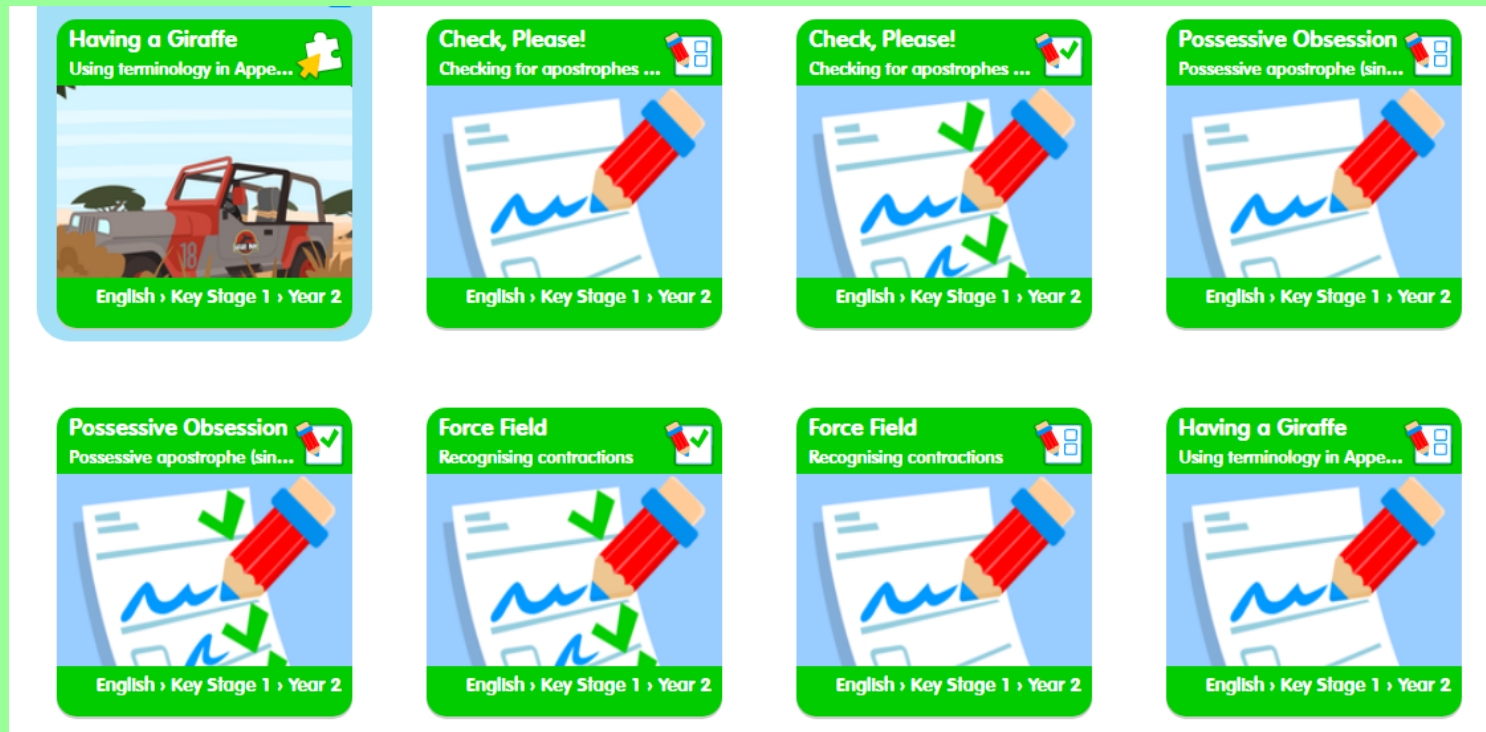 Having a Giraffe
Using terminology in Appe...
18
English › Key Stage 1 › Year 2
Check, Please!
Checking for apostrophes ...
English › Key Stage 1 › Year 2
Check, Please!
Checking for apostrophes ...
English › Key Stage 1 › Year 2
Possessive Obsession
Possessive apostrophe (sin...
English › Key Stage 1 › Year 2
Possessive Obsession
Possessive apostrophe (sin...
English › Key Stage 1 › Year 2
Force Field
Recognising contractions
English › Key Stage 1 › Year 2
Force Field
Recognising contractions
English › Key Stage 1 › Year 2
Having a Giraffe
Using terminology in Appe...
English › Key Stage 1 › Year 2